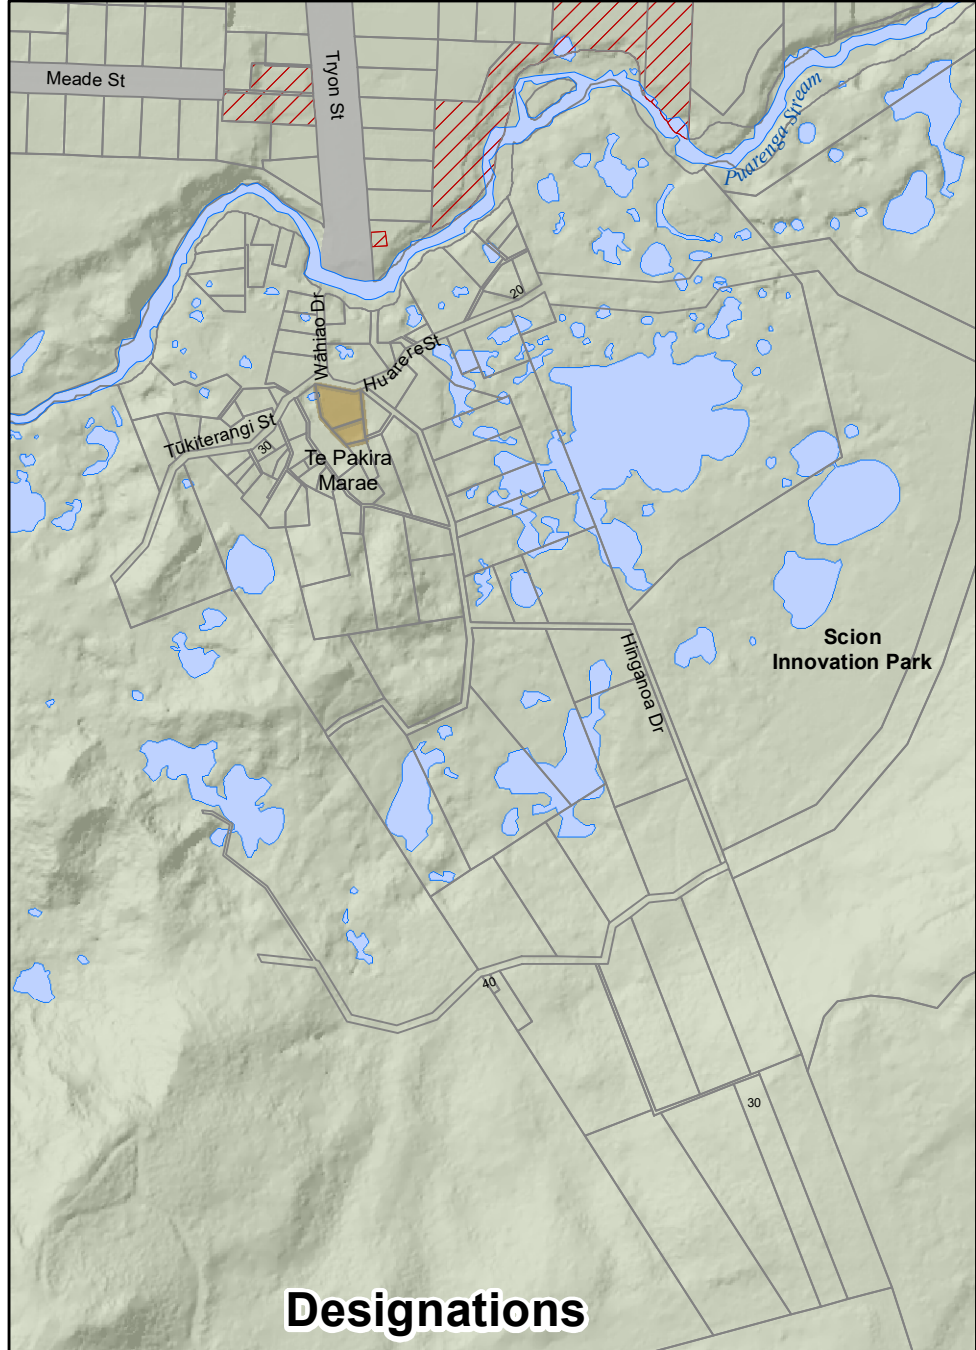 Meade St
Tryon St
Puarenga Stream
20
Wāhiao Dr
Huarere St
Tūkiterangi St
30
Te Pakira
Marae
Scion
Innovation Park
Hinganoa Dr
40
30
Designations